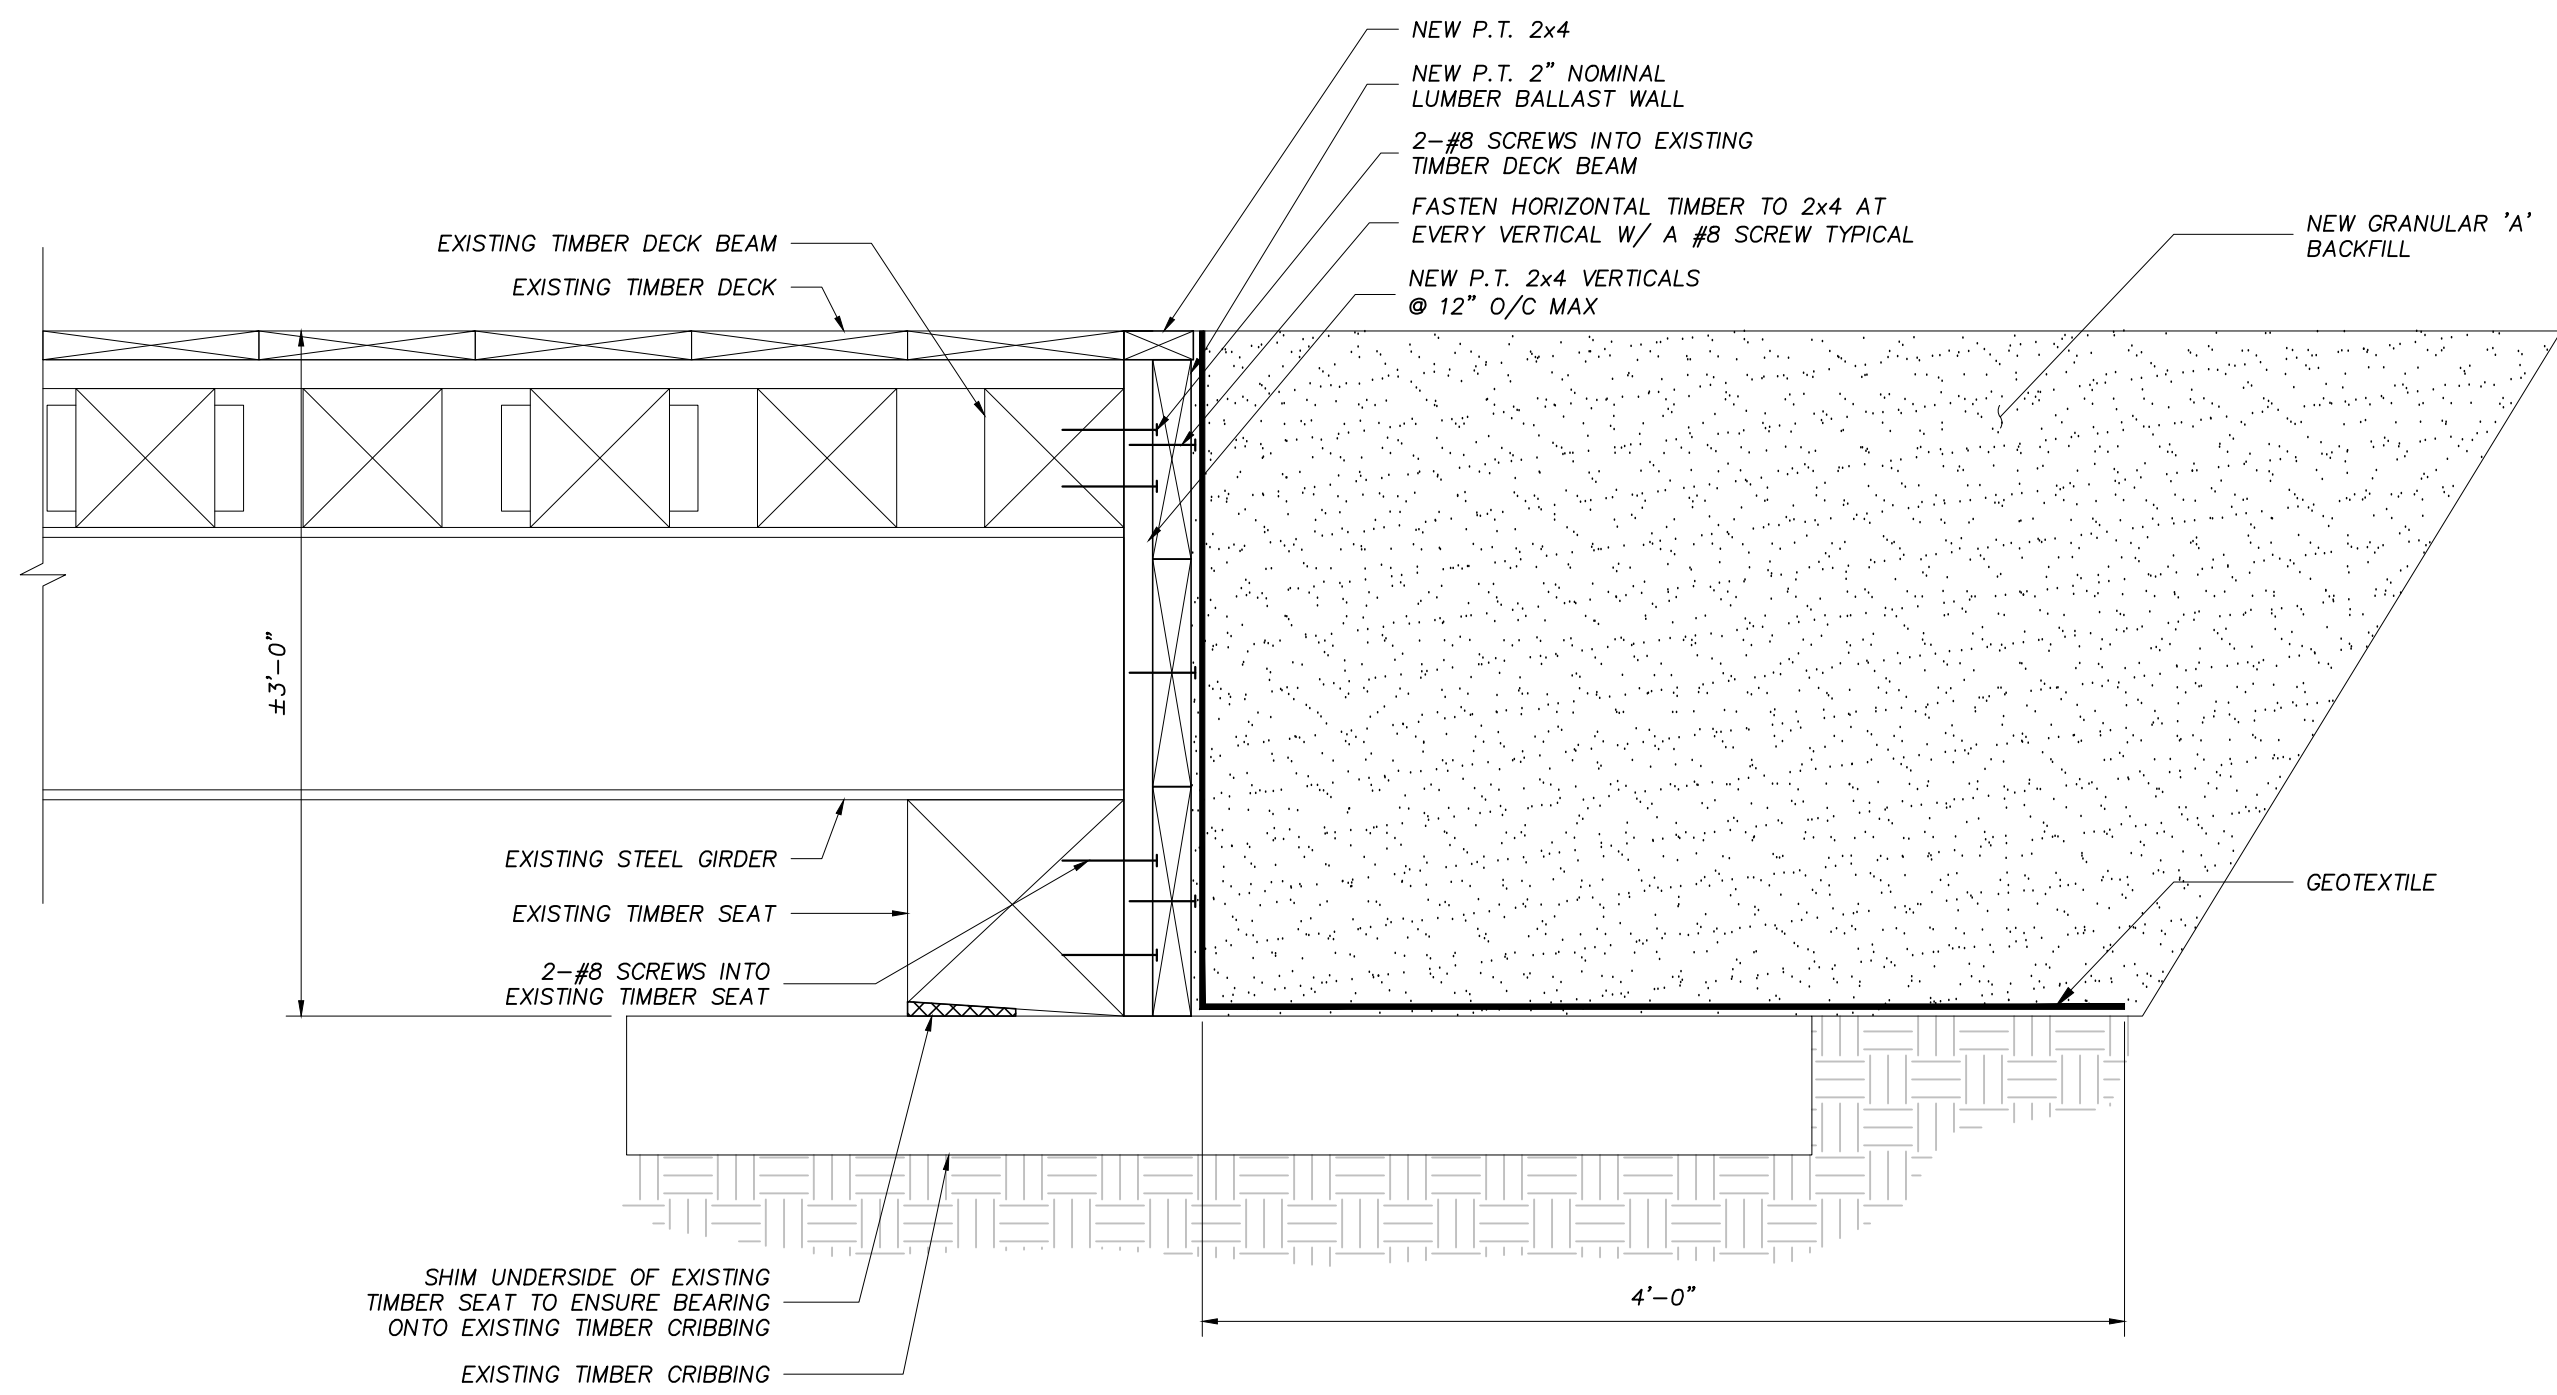 NEW P.T. 2x4
NEW P.T. 2" NOMINAL
LUMBER BALLAST WALL
2-#8 SCREWS INTO EXISTING
TIMBER DECK BEAM
FASTEN HORIZONTAL TIMBER TO 2x4 AT
EVERY VERTICAL W/ A #8 SCREW TYPICAL
NEW P.T. 2x4 VERTICALS
@ 12" O/C MAX
NEW GRANULAR 'A'
BACKFILL
EXISTING TIMBER DECK BEAM
EXISTING TIMBER DECK
±3'-0"
EXISTING STEEL GIRDER
EXISTING TIMBER SEAT
2-#8 SCREWS INTO
EXISTING TIMBER SEAT
GEOTEXTILE
SHIM UNDERSIDE OF EXISTING
TIMBER SEAT TO ENSURE BEARING
ONTO EXISTING TIMBER CRIBBING
EXISTING TIMBER CRIBBING
4'-0"